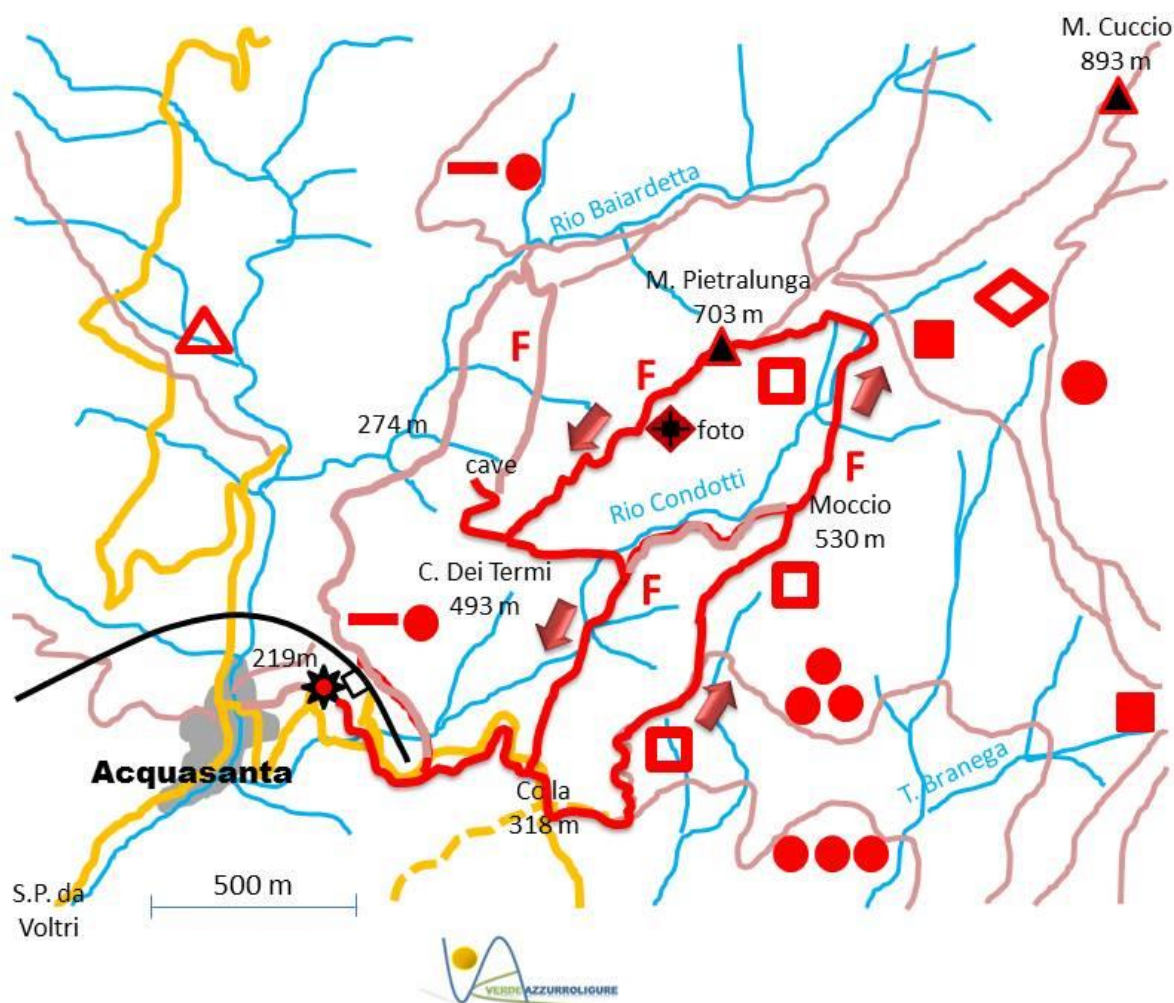 M. Cuccio
893 m
Rio Baiardetta
M. Pietralunga
703 m
F
F
274 m
foto
cave
F
Rio Condotti
Moccio
530 m
C. Dei Termi
493 m
F
219m
Acquasanta
Colla
318 m
T. Branega
500 m
S.P. da
Voltri
VERDEAZZURROLIGURE